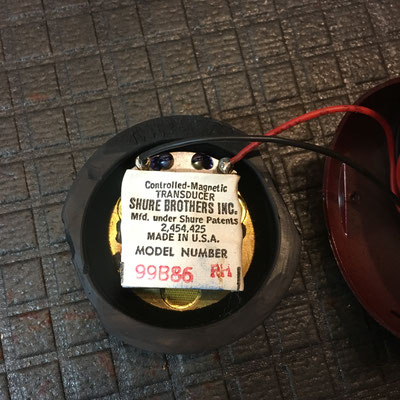 Controlled-Magnetic
TRANSDUCER
SHURE BROTHERS INC.
Mfd. under Shure Patents
2,454,425
MADE IN U.S.A.
MODEL NUMBER
99B86 RH